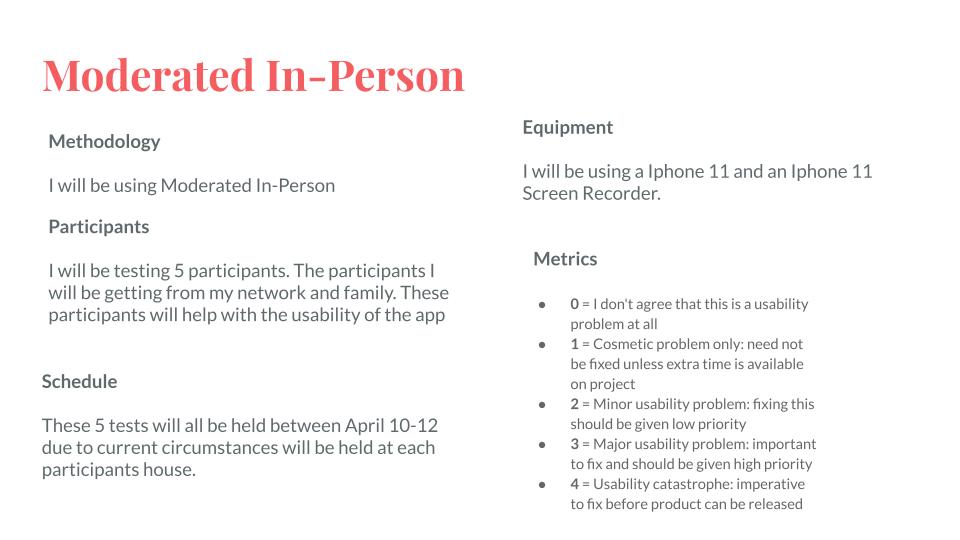 Moderated In-Person
Methodology
I will be using Moderated In-Person
Participants
I will be testing 5 participants. The participants I
will be getting from my network and family. These
participants will help with the usability of the app
Schedule
These 5 tests will all be held between April 10-12
due to current circumstances will be held at each
participants house.
Equipment
I will be using a Iphone 11 and an Iphone 11
Screen Recorder.
Metrics
● 0 = I don't agree that this is a usability
problem at all
● 1 = Cosmetic problem only: need not
be fixed unless extra time is available
on project
● 2 = Minor usability problem: fixing this
should be given low priority
● 3 = Major usability problem: important
to fix and should be given high priority
● 4 = Usability catastrophe: imperative
to fix before product can be released